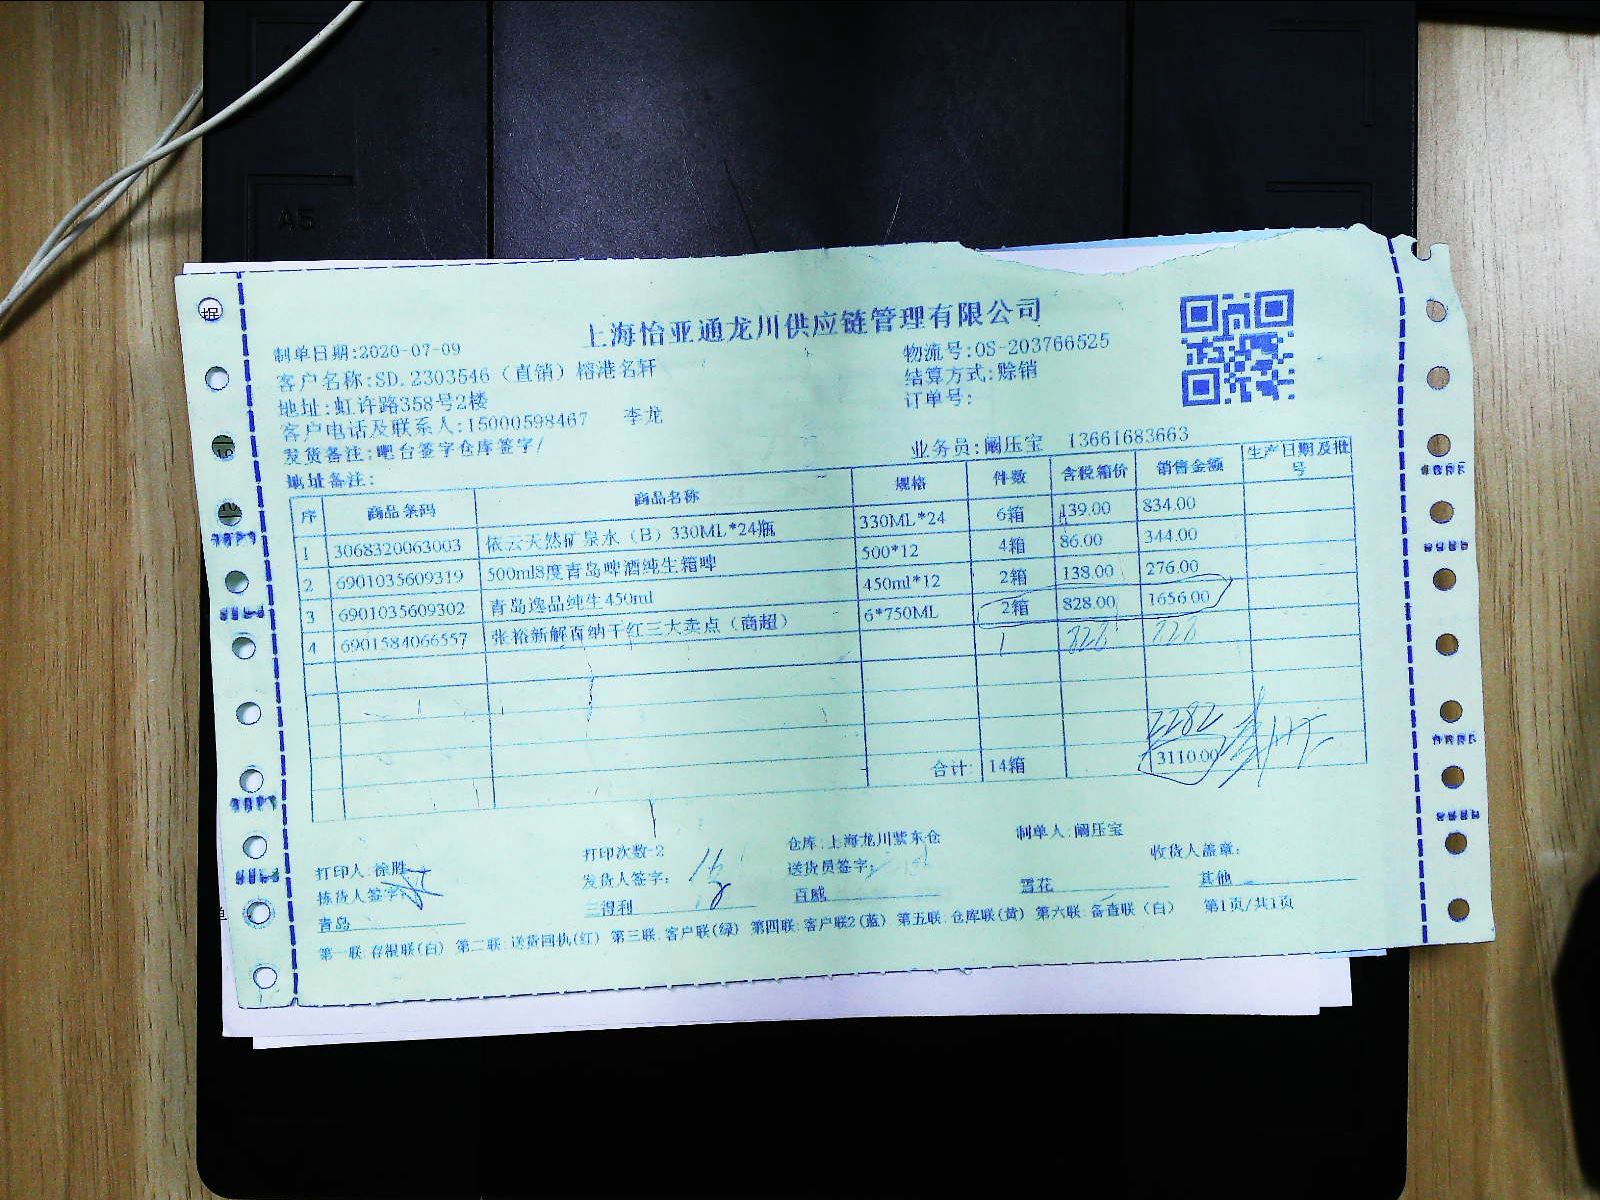 上海怡亚通龙川供应链管理有限公司
制单日期:2020-07-09
物流号:OS-203766525
客户名称:SD.2303546（直销）榕港名轩
结算方式:赊销
地址:虹许路358号2楼
订单号:
客户电话及联系人:15000598467 李龙
发货备注:吧台签字仓库签字/
业务员:阚压宝 13661683663
地址备注:
序 商品条码 商品名称 规格 件数 含税箱价 销售金额 生产日期及批号
1 3068320063003 依云天然矿泉水（B）330ML*24瓶 330ML*24 6箱 139.00 834.00
2 6901035609319 500ml8度青岛啤酒纯生箱啤 500*12 4箱 86.00 344.00
3 6901035609302 青岛逸品纯生450ml 450ml*12 2箱 138.00 276.00
4 6901584066557 张裕新解百纳干红三大卖点（商超） 6*750ML 2箱 828.00 1656.00
1 828 828
2282
合计: 14箱 3110.00
打印人:徐胜 打印次数-2 仓库:上海龙川紫东仓 制单人:阚压宝
拣货人签字: 发货人签字: 送货员签字: 收货人盖章:
青岛 三得利 百威 雪花 其他
第一联:存根联(白) 第二联:送货回执(红) 第三联:客户联(绿) 第四联:客户联2(蓝) 第五联:仓库联(黄) 第六联:备查联(白) 第1页/共1页
A5